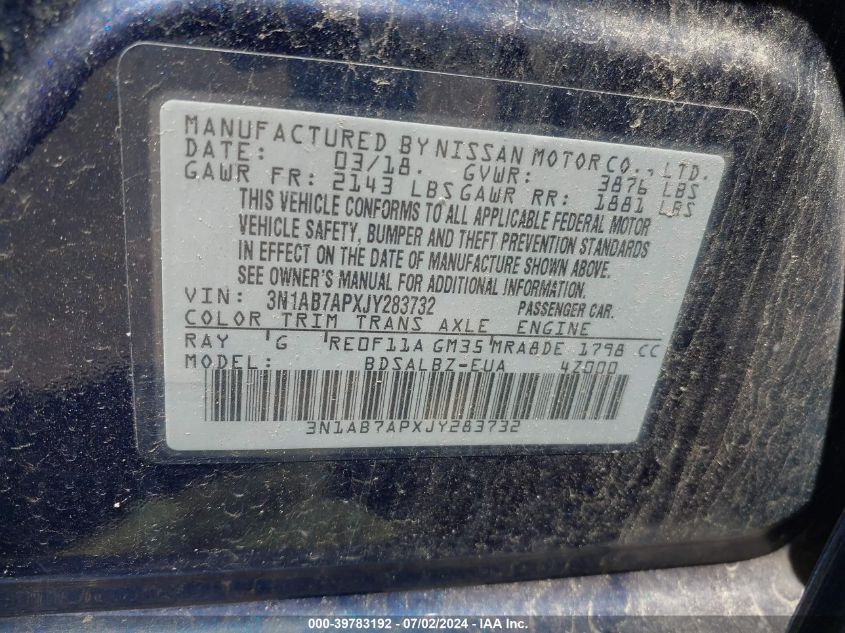 MANUFACTURED BY NISSAN MOTOR CO., LTD.
DATE: 03/18. GVWR: 3876 LBS
GAWR FR: 2143 LBS GAWR RR: 1881 LBS
THIS VEHICLE CONFORMS TO ALL APPLICABLE FEDERAL MOTOR
VEHICLE SAFETY, BUMPER AND THEFT PREVENTION STANDARDS
IN EFFECT ON THE DATE OF MANUFACTURE SHOWN ABOVE.
SEE OWNER'S MANUAL FOR ADDITIONAL INFORMATION.
VIN: 3N1AB7APXJY283732 PASSENGER CAR.
COLOR TRIM TRANS AXLE ENGINE
RAY G RE0F11A GM35 MRA8DE 1798 CC
MODEL: BDSALBZ-EUA 4Z000
3N1AB7APXJY283732
000-39783192 - 07/02/2024 - IAA, Inc.